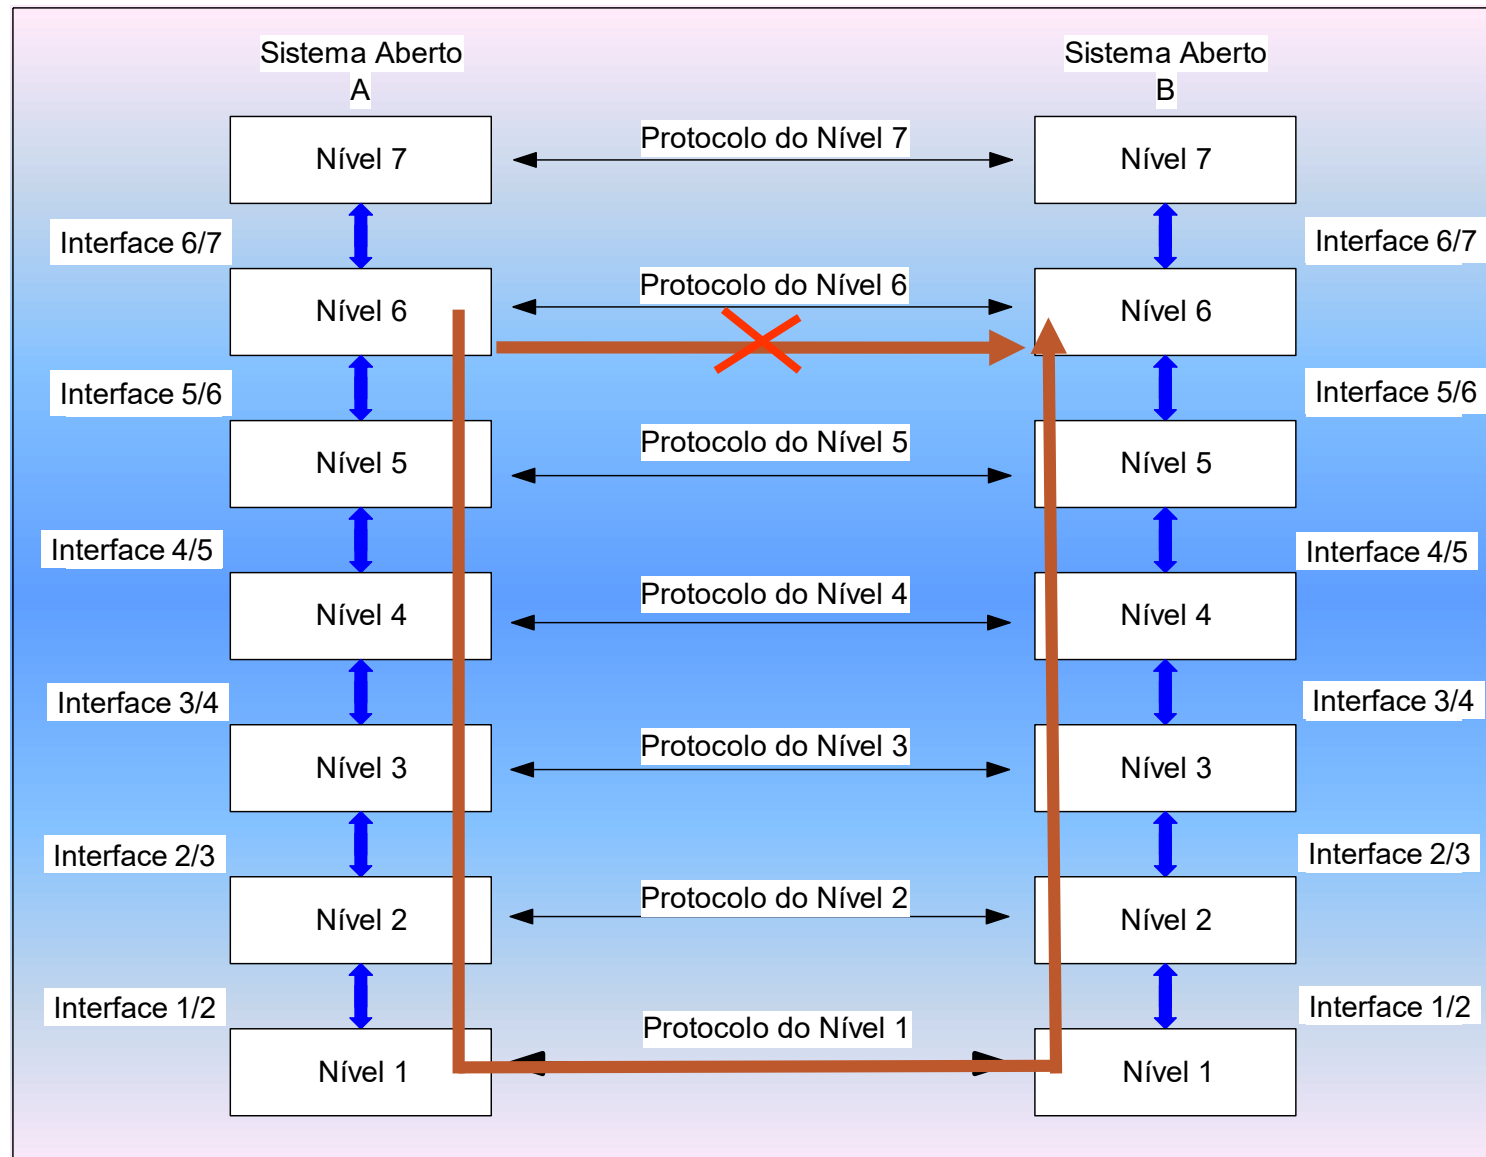 Sistema Aberto
A
Sistema Aberto
B
Nível 7
Protocolo do Nível 7
Nível 7
Interface 6/7
Interface 6/7
Nível 6
Protocolo do Nível 6
Nível 6
Interface 5/6
Interface 5/6
Nível 5
Protocolo do Nível 5
Nível 5
Interface 4/5
Interface 4/5
Nível 4
Protocolo do Nível 4
Nível 4
Interface 3/4
Interface 3/4
Nível 3
Protocolo do Nível 3
Nível 3
Interface 2/3
Interface 2/3
Nível 2
Protocolo do Nível 2
Nível 2
Interface 1/2
Interface 1/2
Nível 1
Protocolo do Nível 1
Nível 1